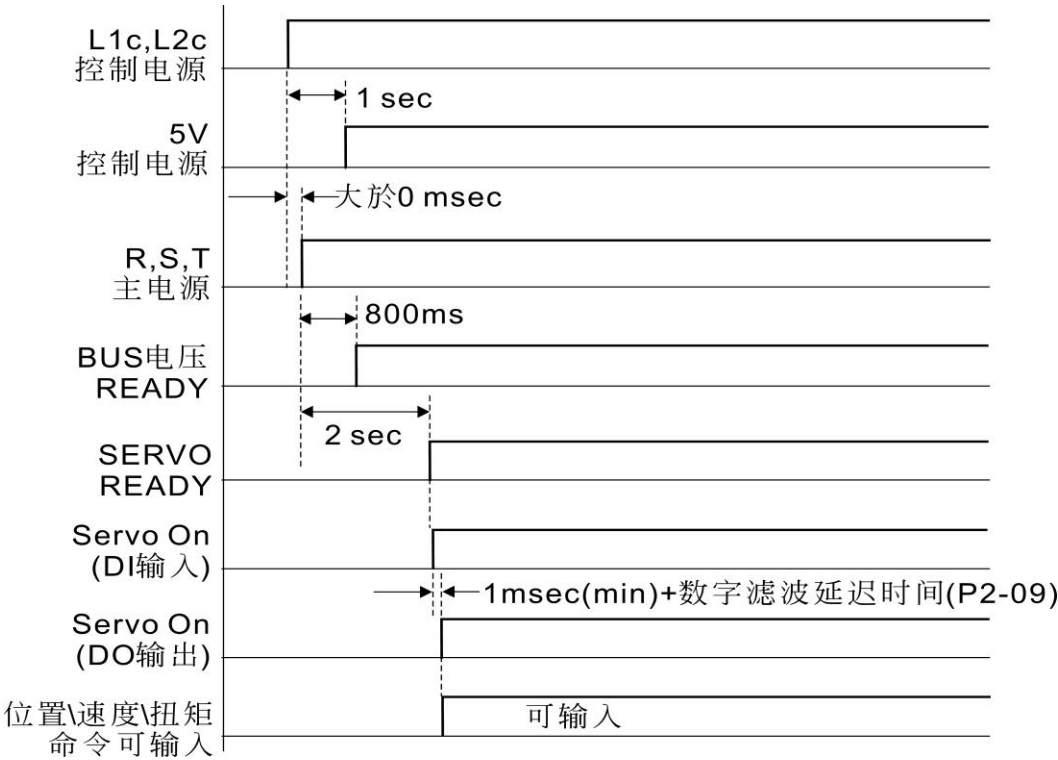 L1c,L2c
控制电源
1 sec
5V
控制电源
大於0 msec
R,S,T
主电源
800ms
BUS电压
READY
2 sec
SERVO
READY
Servo On
(DI输入)
1msec(min)+数字滤波延迟时间(P2-09)
Servo On
(DO输出)
位置\速度\扭矩
命令可输入
可输入